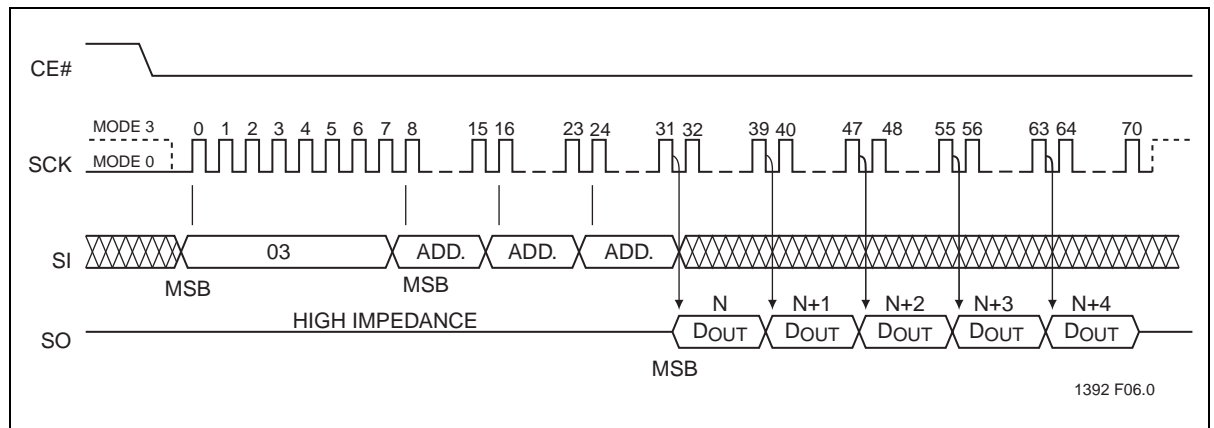 CE#
MODE 3
0 1 2 3 4 5 6 7 8 15 16 23 24 31 32 39 40 47 48 55 56 63 64 70
SCK MODE 0
SI 03 ADD. ADD. ADD.
MSB MSB
N N+1 N+2 N+3 N+4
HIGH IMPEDANCE
SO DOUT DOUT DOUT DOUT DOUT
MSB
1392 F06.0